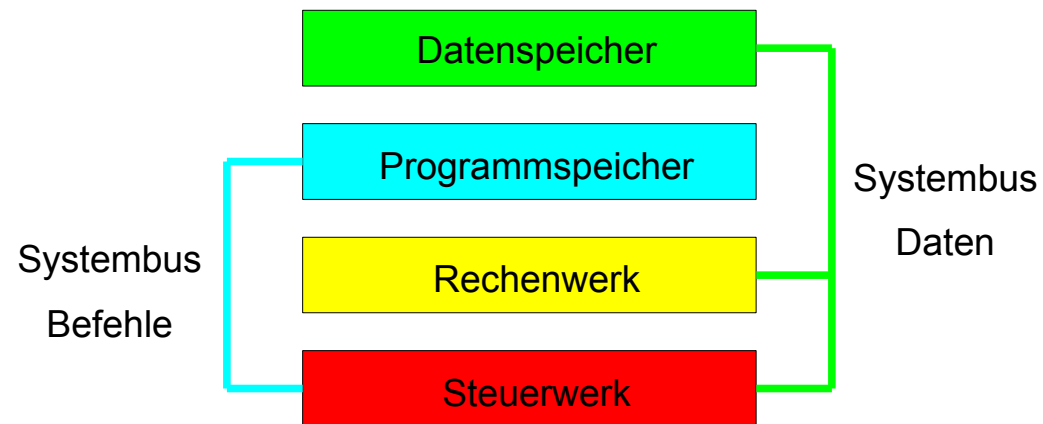 Datenspeicher
Programmspeicher
Systembus
Daten
Systembus
Befehle
Rechenwerk
Steuerwerk